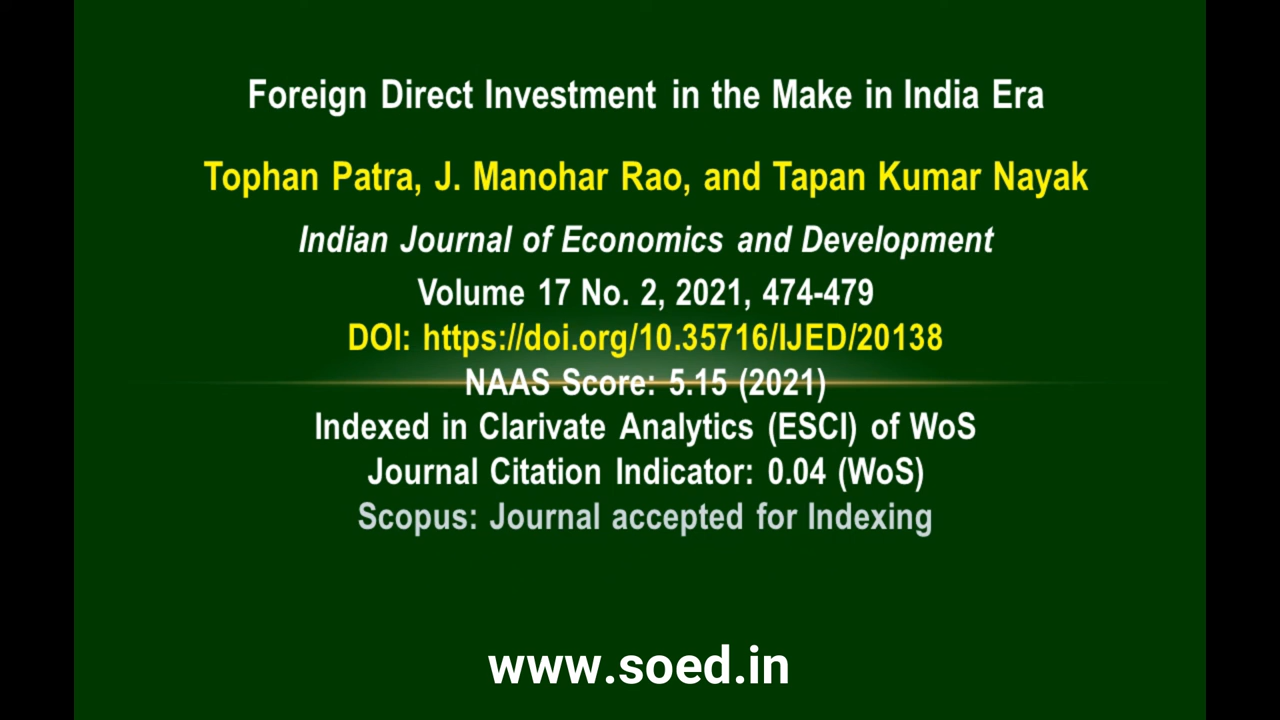 Foreign Direct Investment in the Make in India Era
Tophan Patra, J. Manohar Rao, and Tapan Kumar Nayak
Indian Journal of Economics and Development
Volume 17 No. 2, 2021, 474-479
DOI: https://doi.org/10.35716/IJED/20138
NAAS Score: 5.15 (2021)
Indexed in Clarivate Analytics (ESCI) of WoS
Journal Citation Indicator: 0.04 (WoS)
Scopus: Journal accepted for Indexing
www.soed.in